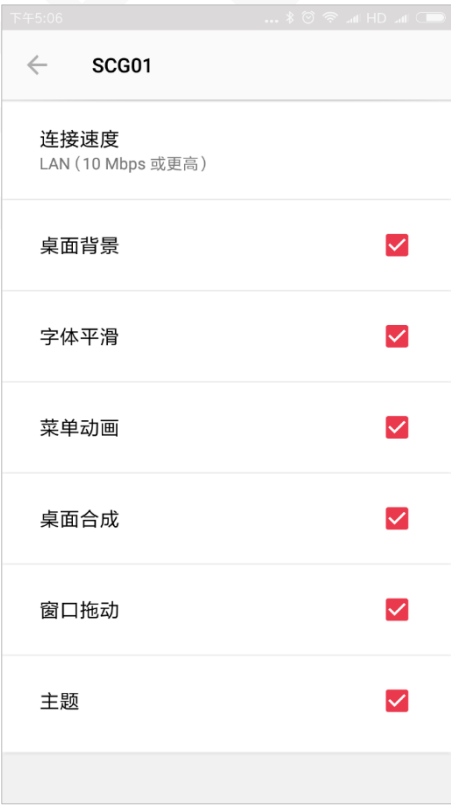 下午5:06
... HD
SCG01
连接速度
LAN（10 Mbps 或更高）
桌面背景
字体平滑
菜单动画
桌面合成
窗口拖动
主题